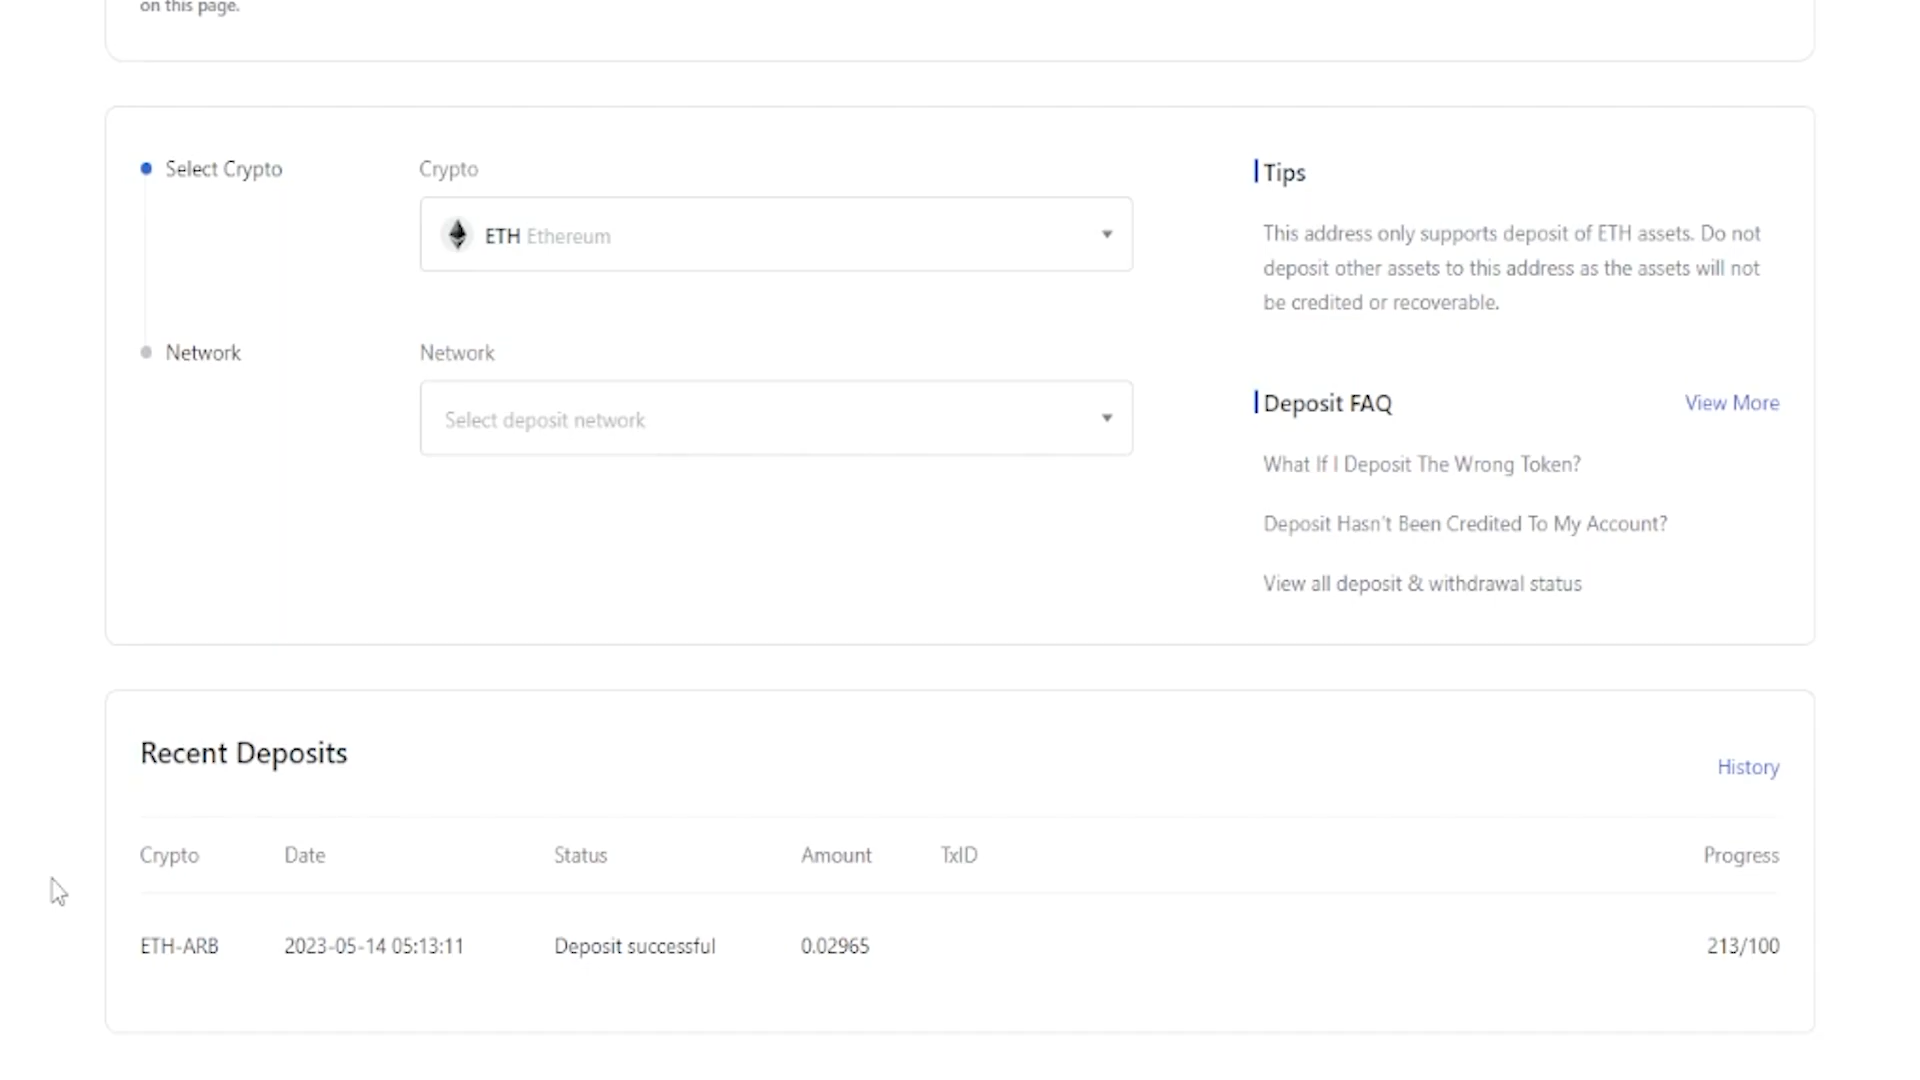 on this page.
Select Crypto
Crypto
ETH Ethereum
Network
Network
Select deposit network
Tips
This address only supports deposit of ETH assets. Do not
deposit other assets to this address as the assets will not
be credited or recoverable.
Deposit FAQ
View More
What If I Deposit The Wrong Token?
Deposit Hasn't Been Credited To My Account?
View all deposit & withdrawal status
Recent Deposits
History
Crypto Date Status Amount TxID Progress
ETH-ARB 2023-05-14 05:13:11 Deposit successful 0.02965 213/100